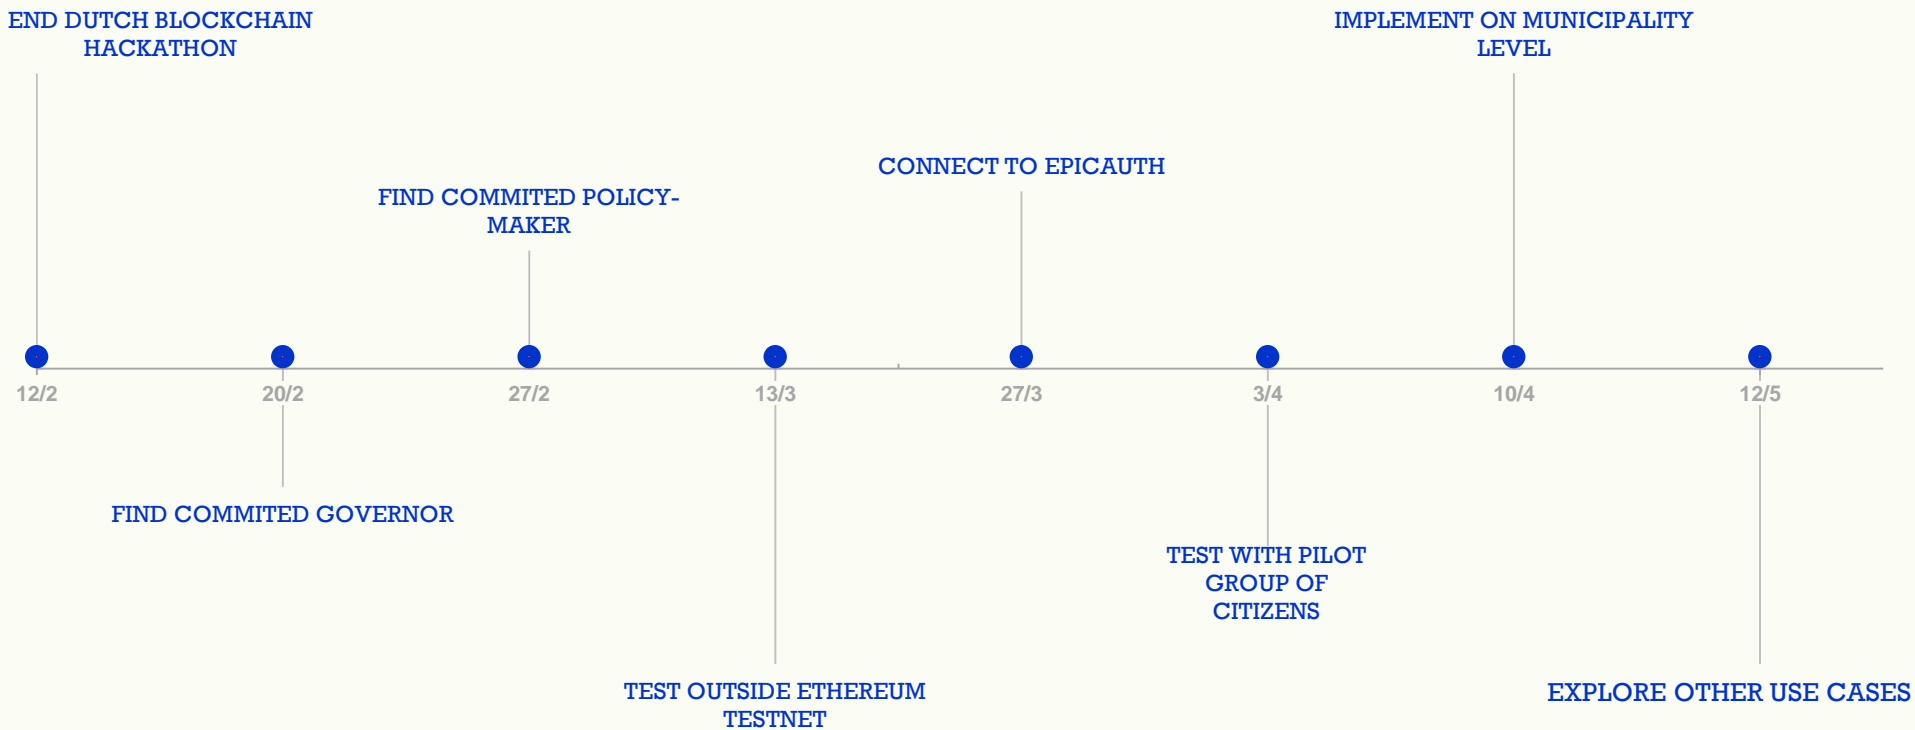 END DUTCH BLOCKCHAIN
HACKATHON
IMPLEMENT ON MUNICIPALITY
LEVEL
CONNECT TO EPICAUTH
FIND COMMITED POLICY-
MAKER
12/2
20/2
27/2
13/3
27/3
3/4
10/4
12/5
FIND COMMITED GOVERNOR
TEST WITH PILOT
GROUP OF
CITIZENS
TEST OUTSIDE ETHEREUM
TESTNET
EXPLORE OTHER USE CASES